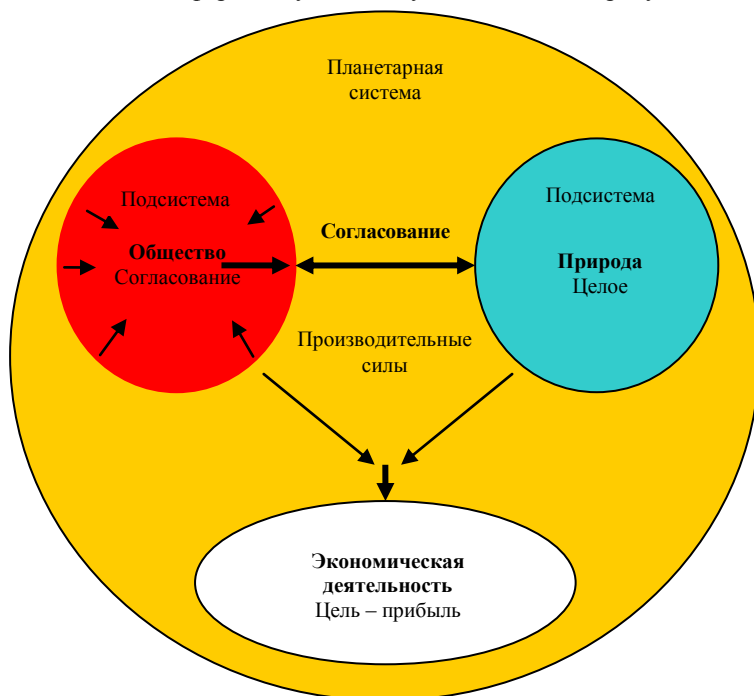 Планетарная
система
Подсистема
Общество
Согласование
Согласование
Подсистема
Природа
Целое
Производительные
силы
Экономическая
деятельность
Цель – прибыль